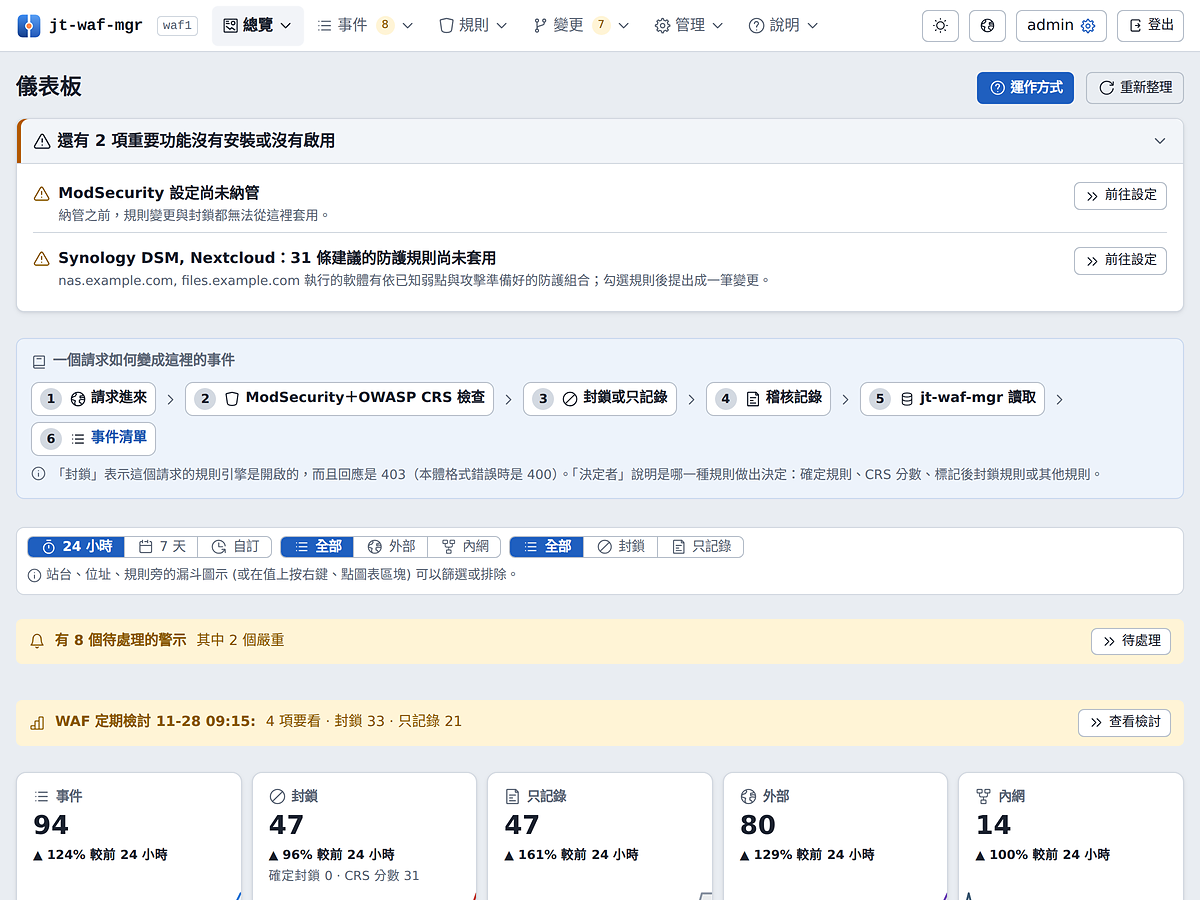 jt-waf-mgr waf1 總覽 事件 8 規則 變更 7 管理 說明 admin 登出
儀表板 運作方式 重新整理
還有 2 項重要功能沒有安裝或沒有啟用
ModSecurity 設定尚未納管 前往設定
納管之前，規則變更與封鎖都無法從這裡套用。
Synology DSM, Nextcloud：31 條建議的防護規則尚未套用 前往設定
nas.example.com, files.example.com 執行的軟體有依已知弱點與攻擊準備好的防護組合；勾選規則後提出成一筆變更。
一個請求如何變成這裡的事件
1 請求進來 2 ModSecurity＋OWASP CRS 檢查 3 封鎖或只記錄 4 稽核記錄 5 jt-waf-mgr 讀取
6 事件清單
「封鎖」表示這個請求的規則引擎是開啟的，而且回應是 403（本體格式錯誤時是 400）。「決定者」說明是哪一種規則做出決定：確定規則、CRS 分數、標記後封鎖規則或其他規則。
24 小時 7 天 自訂 全部 外部 內網 全部 封鎖 只記錄
站台、位址、規則旁的漏斗圖示 (或在值上按右鍵、點圖表區塊) 可以篩選或排除。
有 8 個待處理的警示 其中 2 個嚴重 待處理
WAF 定期檢討 11-28 09:15: 4 項要看 · 封鎖 33 · 只記錄 21 查看檢討
事件 封鎖 只記錄 外部 內網
94 47 47 80 14
▲ 124% 較前 24 小時 ▲ 96% 較前 24 小時 ▲ 161% 較前 24 小時 ▲ 129% 較前 24 小時 ▲ 100% 較前 24 小時
確定封鎖 0 · CRS 分數 31